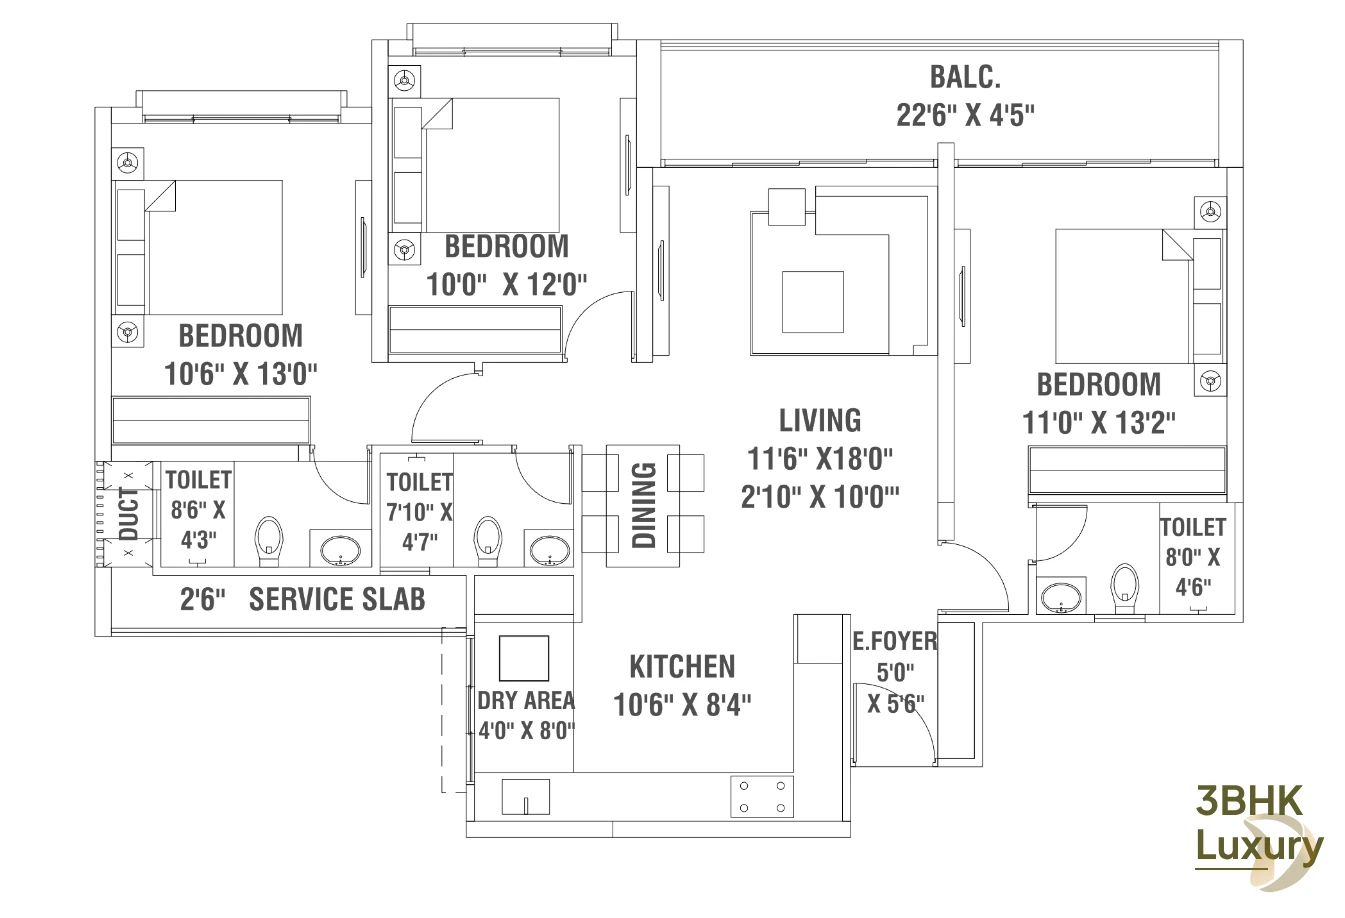 BALC.
22'6" X 4'5"
BEDROOM
10'0"  X 12'0"
BEDROOM
10'6" X 13'0"
BEDROOM
11'0" X 13'2"
LIVING
11'6" X18'0"
2'10" X 10'0'"
DINING
TOILET
8'6" X
4'3"
DUCT
TOILET
7'10" X
4'7"
TOILET
8'0" X
4'6"
2'6"   SERVICE SLAB
KITCHEN
10'6" X 8'4"
E.FOYER
5'0"
X 5'6"
DRY AREA
4'0" X 8'0"
3BHK
Luxury